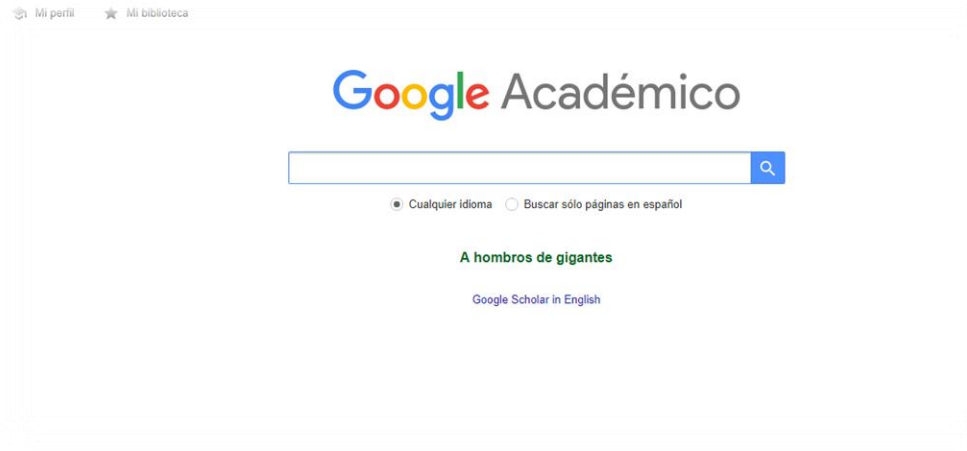 Mi perfil Mi biblioteca
Google Académico
Cualquier idioma Buscar sólo páginas en español
A hombros de gigantes
Google Scholar in English